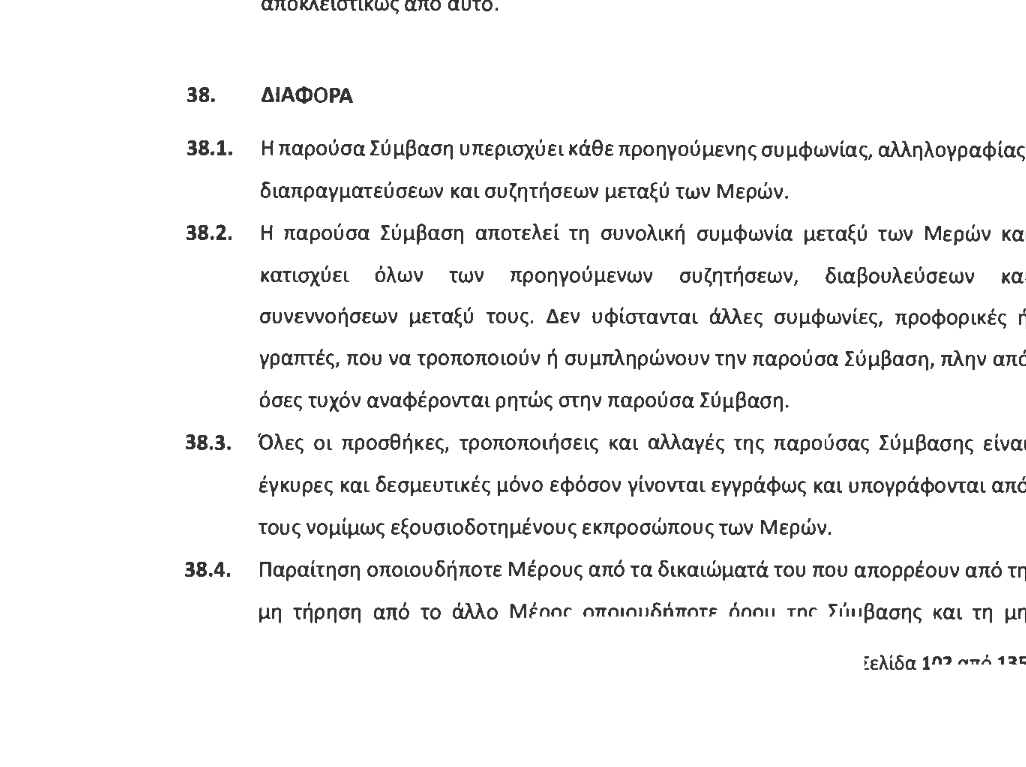 αποκλειστικώς από αυτό.
38. ΔΙΑΦΟΡΑ
38.1. Η παρούσα Σύμβαση υπερισχύει κάθε προηγούμενης συμφωνίας, αλληλογραφίας
διαπραγματεύσεων και συζητήσεων μεταξύ των Μερών.
38.2. Η παρούσα Σύμβαση αποτελεί τη συνολική συμφωνία μεταξύ των Μερών και
κατισχύει όλων των προηγούμενων συζητήσεων, διαβουλεύσεων και
συνεννοήσεων μεταξύ τους. Δεν υφίστανται άλλες συμφωνίες, προφορικές ή
γραπτές, που να τροποποιούν ή συμπληρώνουν την παρούσα Σύμβαση, πλην από
όσες τυχόν αναφέρονται ρητώς στην παρούσα Σύμβαση.
38.3. Όλες οι προσθήκες, τροποποιήσεις και αλλαγές της παρούσας Σύμβασης είναι
έγκυρες και δεσμευτικές μόνο εφόσον γίνονται εγγράφως και υπογράφονται από
τους νομίμως εξουσιοδοτημένους εκπροσώπους των Μερών.
38.4. Παραίτηση οποιουδήποτε Μέρους από τα δικαιώματά του που απορρέουν από τη
μη τήρηση από το άλλο Μέρος οποιουδήποτε όρου της Σύμβασης και τη μη
Σελίδα 102 από 135